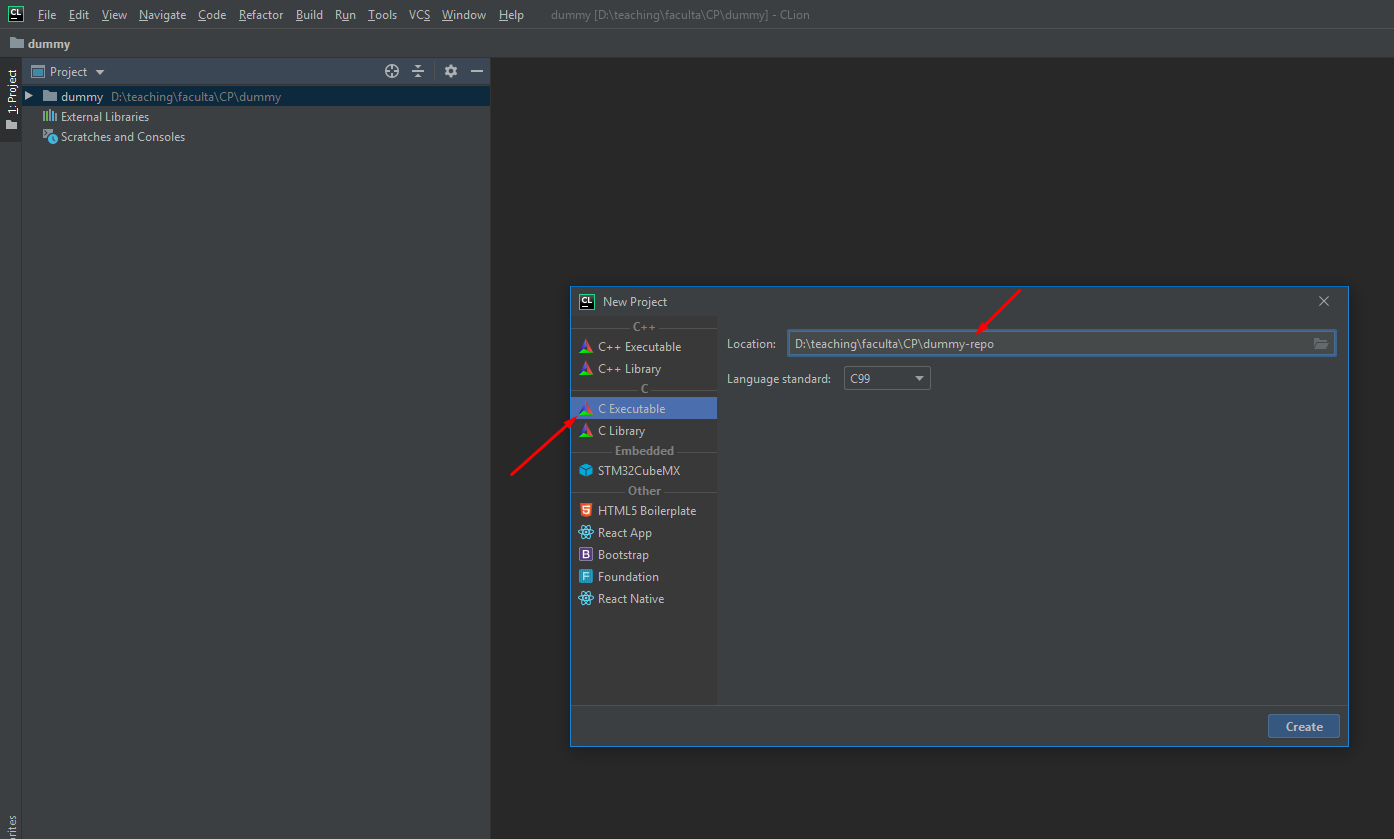 CL File Edit View Navigate Code Refactor Build Run Tools VCS Window Help dummy [D:\teaching\faculta\CP\dummy] - CLion
dummy
1: Project
Project
dummy D:\teaching\faculta\CP\dummy
External Libraries
Scratches and Consoles
CL New Project
C++
C++ Executable
C++ Library
C
C Executable
C Library
Embedded
STM32CubeMX
Other
5 HTML5 Boilerplate
React App
B Bootstrap
F Foundation
React Native
Location: D:\teaching\faculta\CP\dummy-repo
Language standard: C99
Create